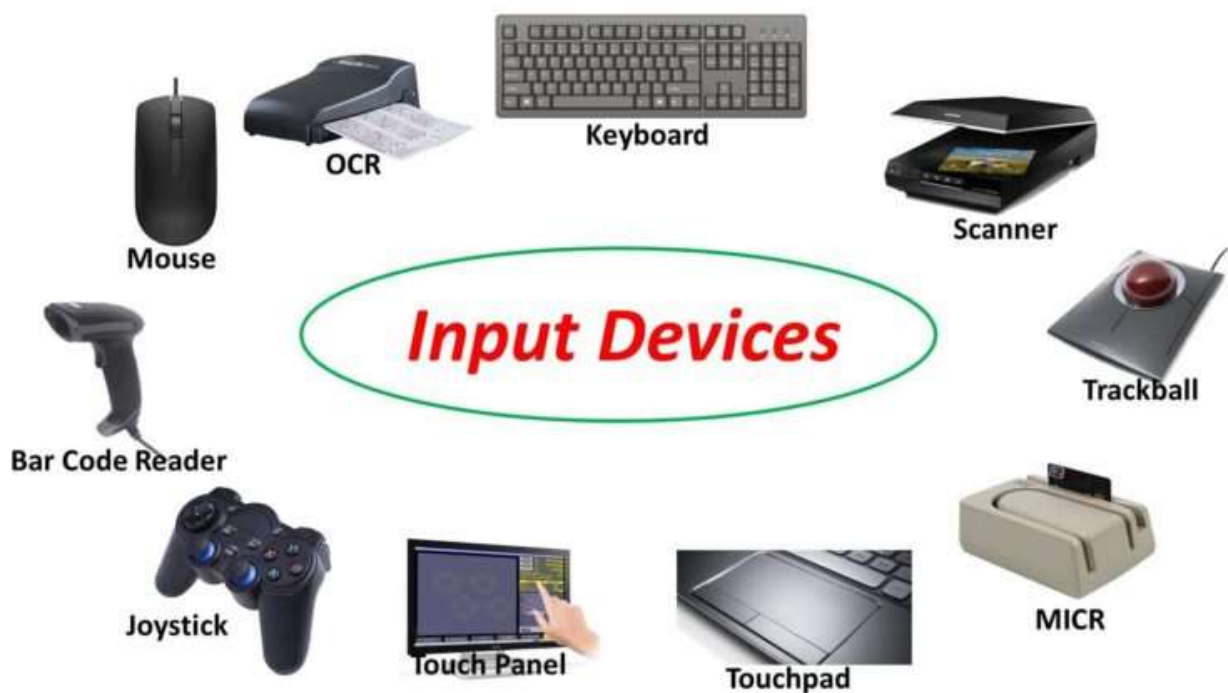 Keyboard
OCR
Scanner
Mouse
Input Devices
Trackball
Bar Code Reader
MICR
Joystick
Touch Panel
Touchpad